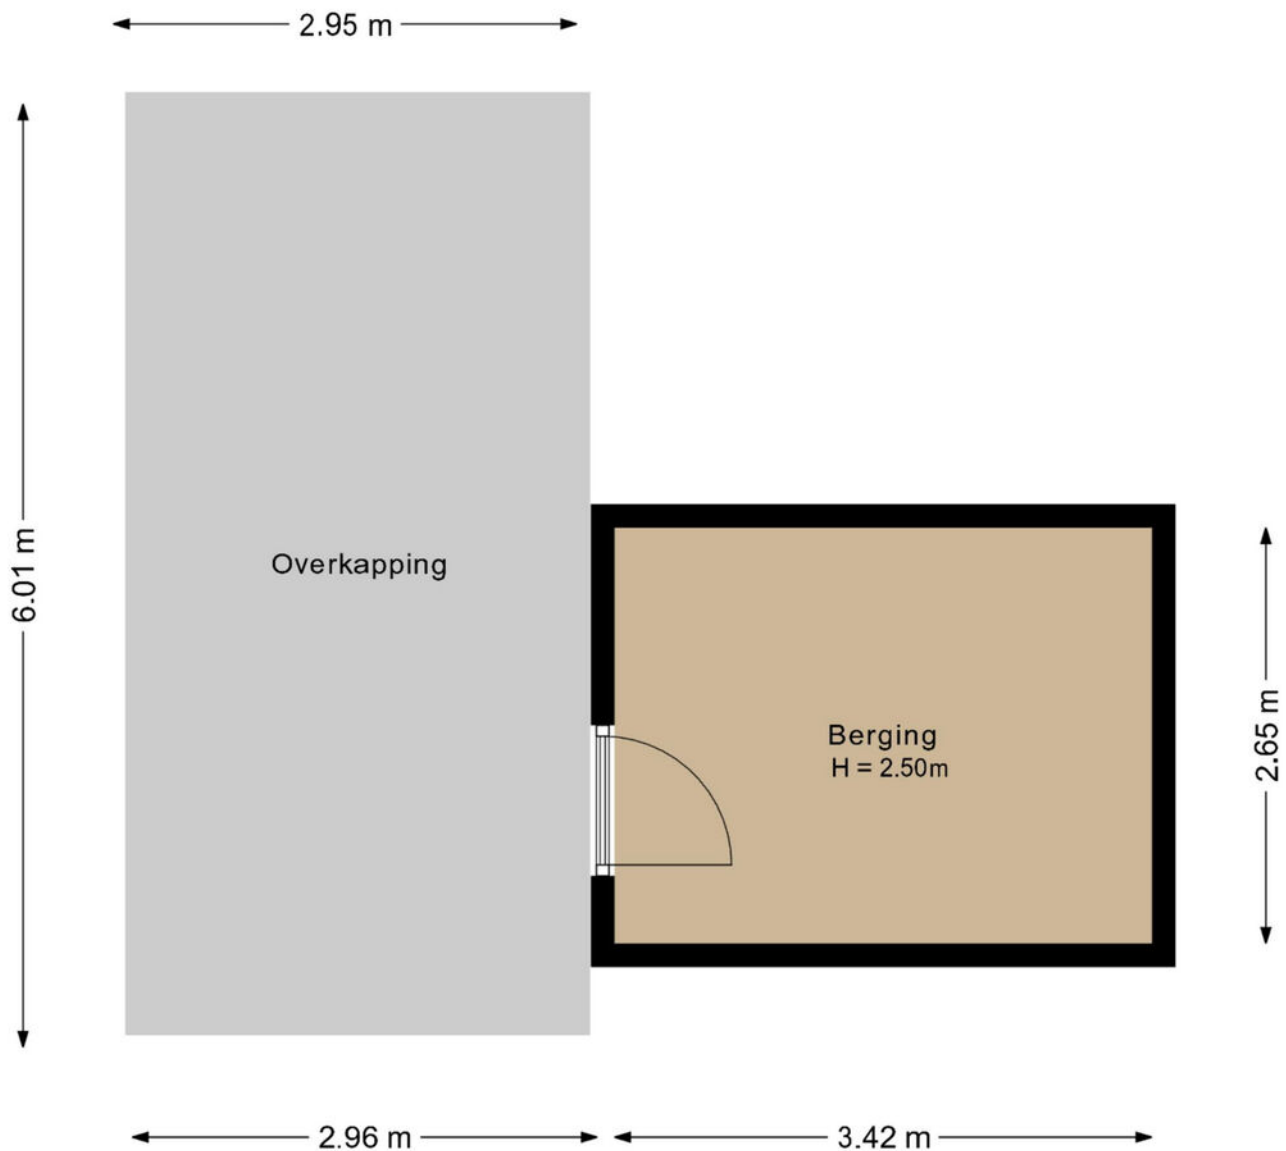 2.95 m
6.01 m
Overkapping
Berging
H = 2.50m
2.65 m
2.96 m
3.42 m